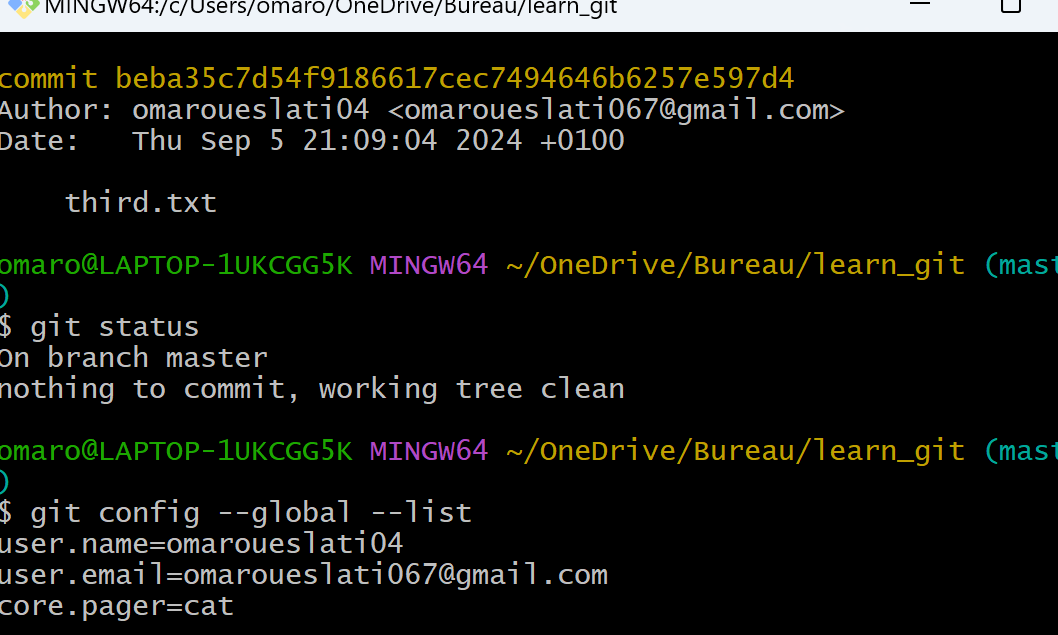 MINGW64:/c/Users/omaro/OneDrive/Bureau/learn_git
commit beba35c7d54f9186617cec7494646b6257e597d4
Author: omaroueslati04 <omaroueslati067@gmail.com>
Date:   Thu Sep 5 21:09:04 2024 +0100
    third.txt
omaro@LAPTOP-1UKCGG5K MINGW64 ~/OneDrive/Bureau/learn_git (mast
)
$ git status
On branch master
nothing to commit, working tree clean
omaro@LAPTOP-1UKCGG5K MINGW64 ~/OneDrive/Bureau/learn_git (mast
)
$ git config --global --list
user.name=omaroueslati04
user.email=omaroueslati067@gmail.com
core.pager=cat